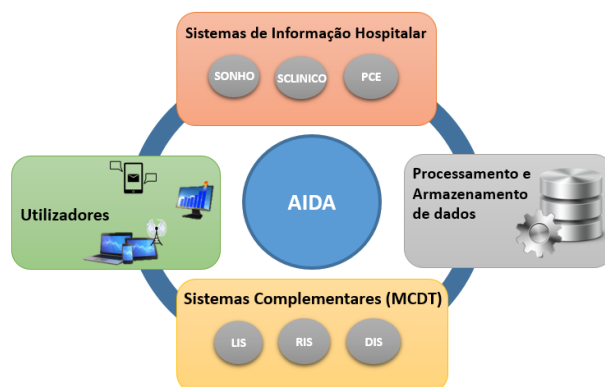 Sistemas de Informação Hospitalar
SONHO
SCLINICO
PCE
Utilizadores
AIDA
Processamento e
Armazenamento
de dados
Sistemas Complementares (MCDT)
LIS
RIS
DIS